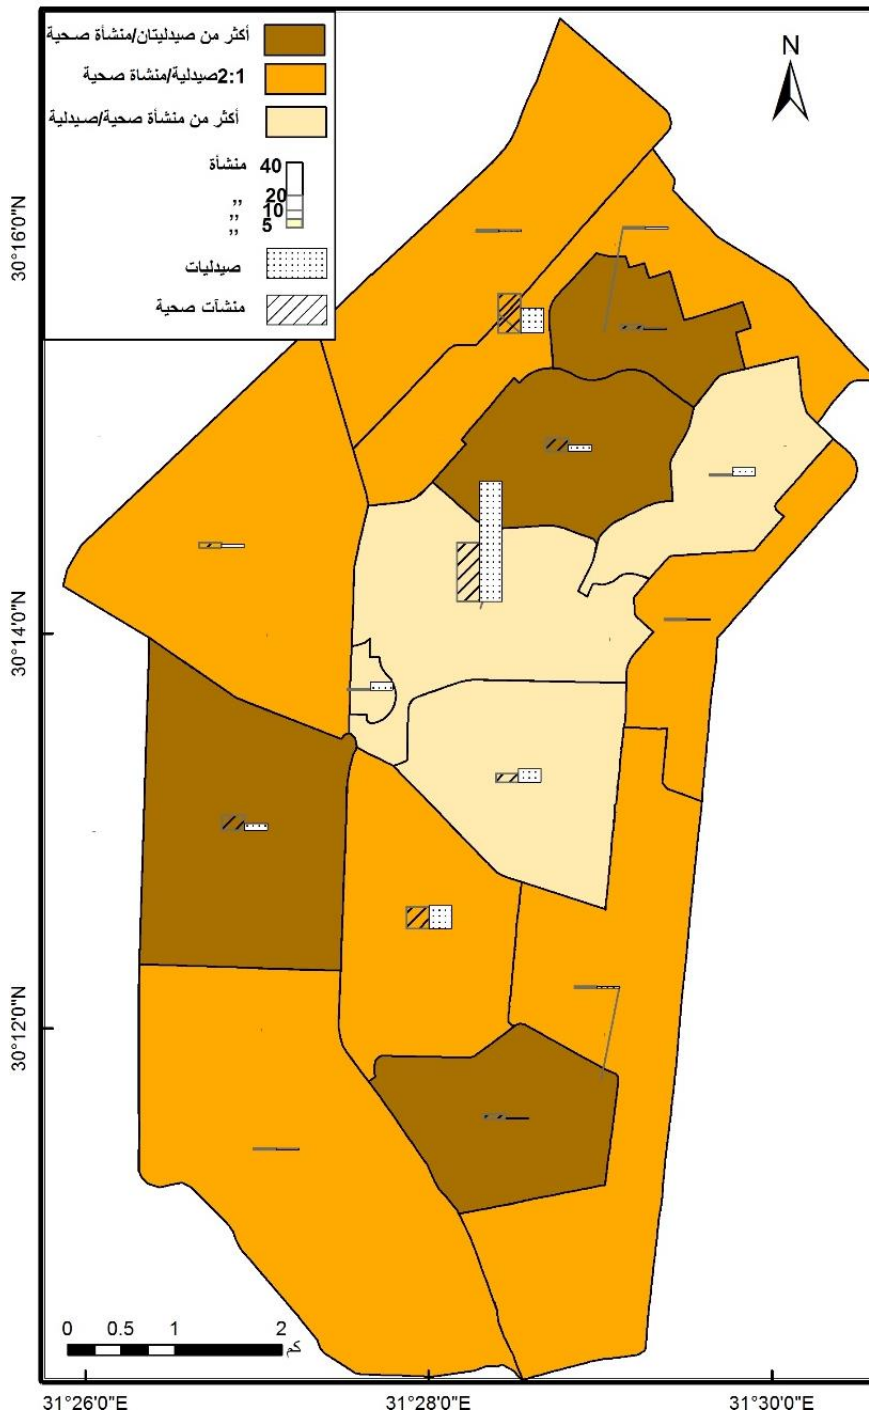 أكثر من صيدليتان/منشأة صحية
2:1صيدلية/منشاة صحية
أكثر من منشأة صحية/صيدلية
منشأة 40
,, 20
,, 10
,, 5
صيدليات
منشآت صحية
N
30°16'0"N
30°14'0"N
30°12'0"N
0 0.5 1 2
كم
31°26'0"E 31°28'0"E 31°30'0"E